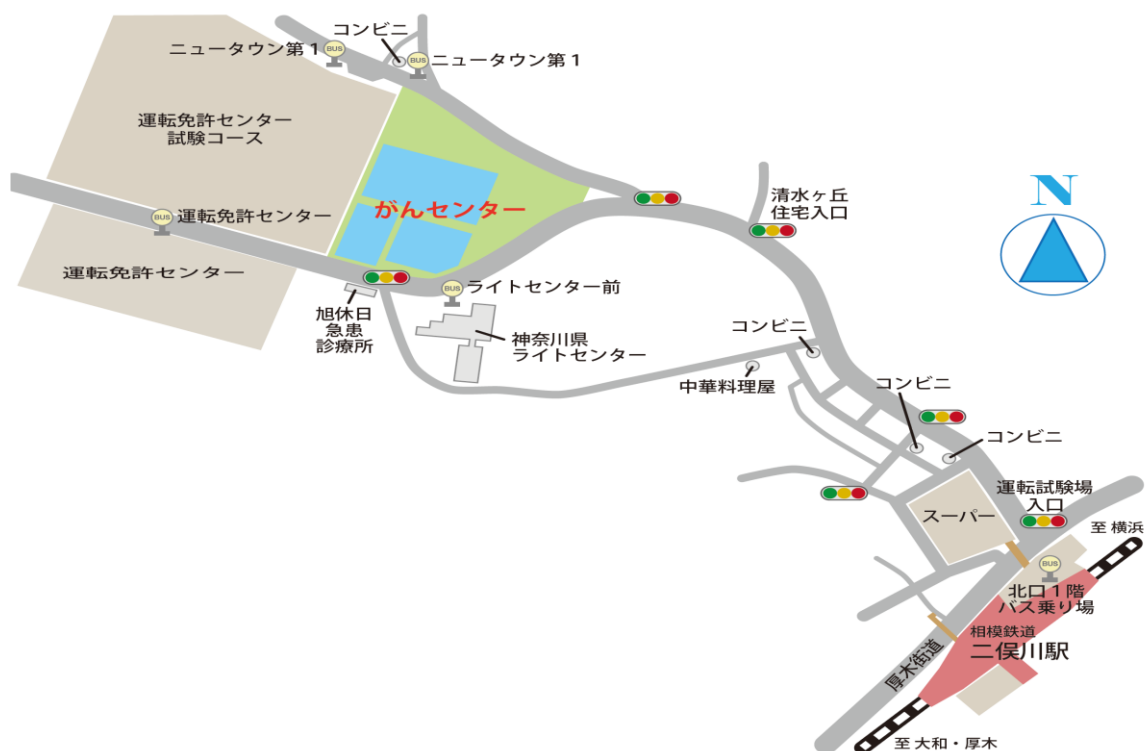 コンビニ
ニュータウン第1
BUS
BUS
ニュータウン第1
運転免許センター
試験コース
がんセンター
清水ヶ丘
住宅入口
N
BUS
運転免許センター
運転免許センター
BUS
ライトセンター前
旭休日
急患
診療所
神奈川県
ライトセンター
コンビニ
中華料理屋
コンビニ
コンビニ
スーパー
運転試験場
入口
至 横浜
BUS
北口1階
バス乗り場
相模鉄道
二俣川駅
厚木街道
至 大和・厚木